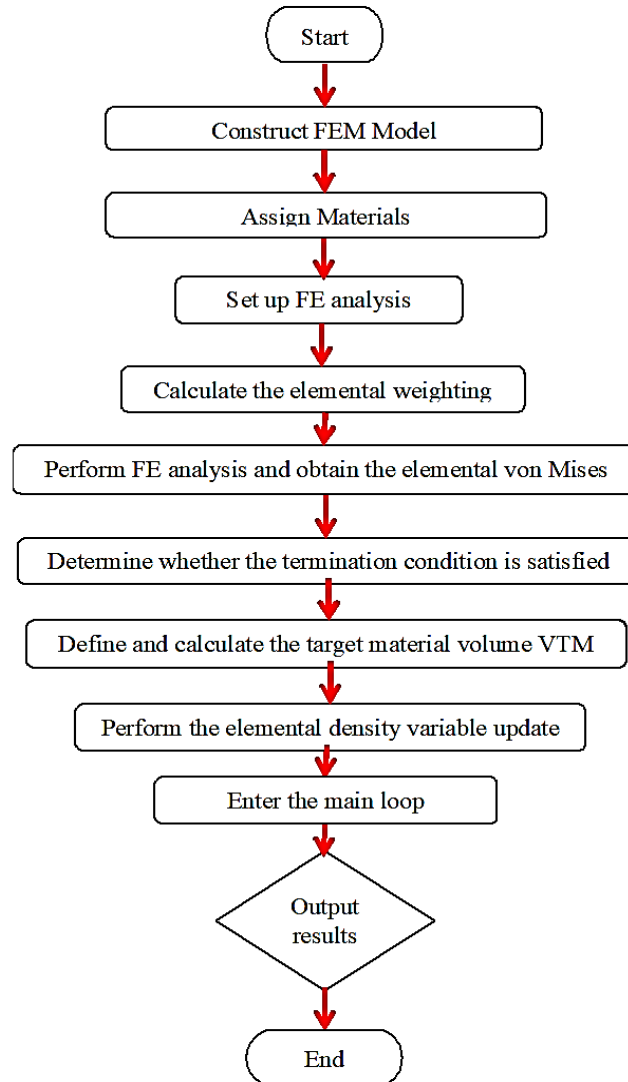 Start
Construct FEM Model
Assign Materials
Set up FE analysis
Calculate the elemental weighting
Perform FE analysis and obtain the elemental von Mises
Determine whether the termination condition is satisfied
Define and calculate the target material volume VTM
Perform the elemental density variable update
Enter the main loop
Output
results
End